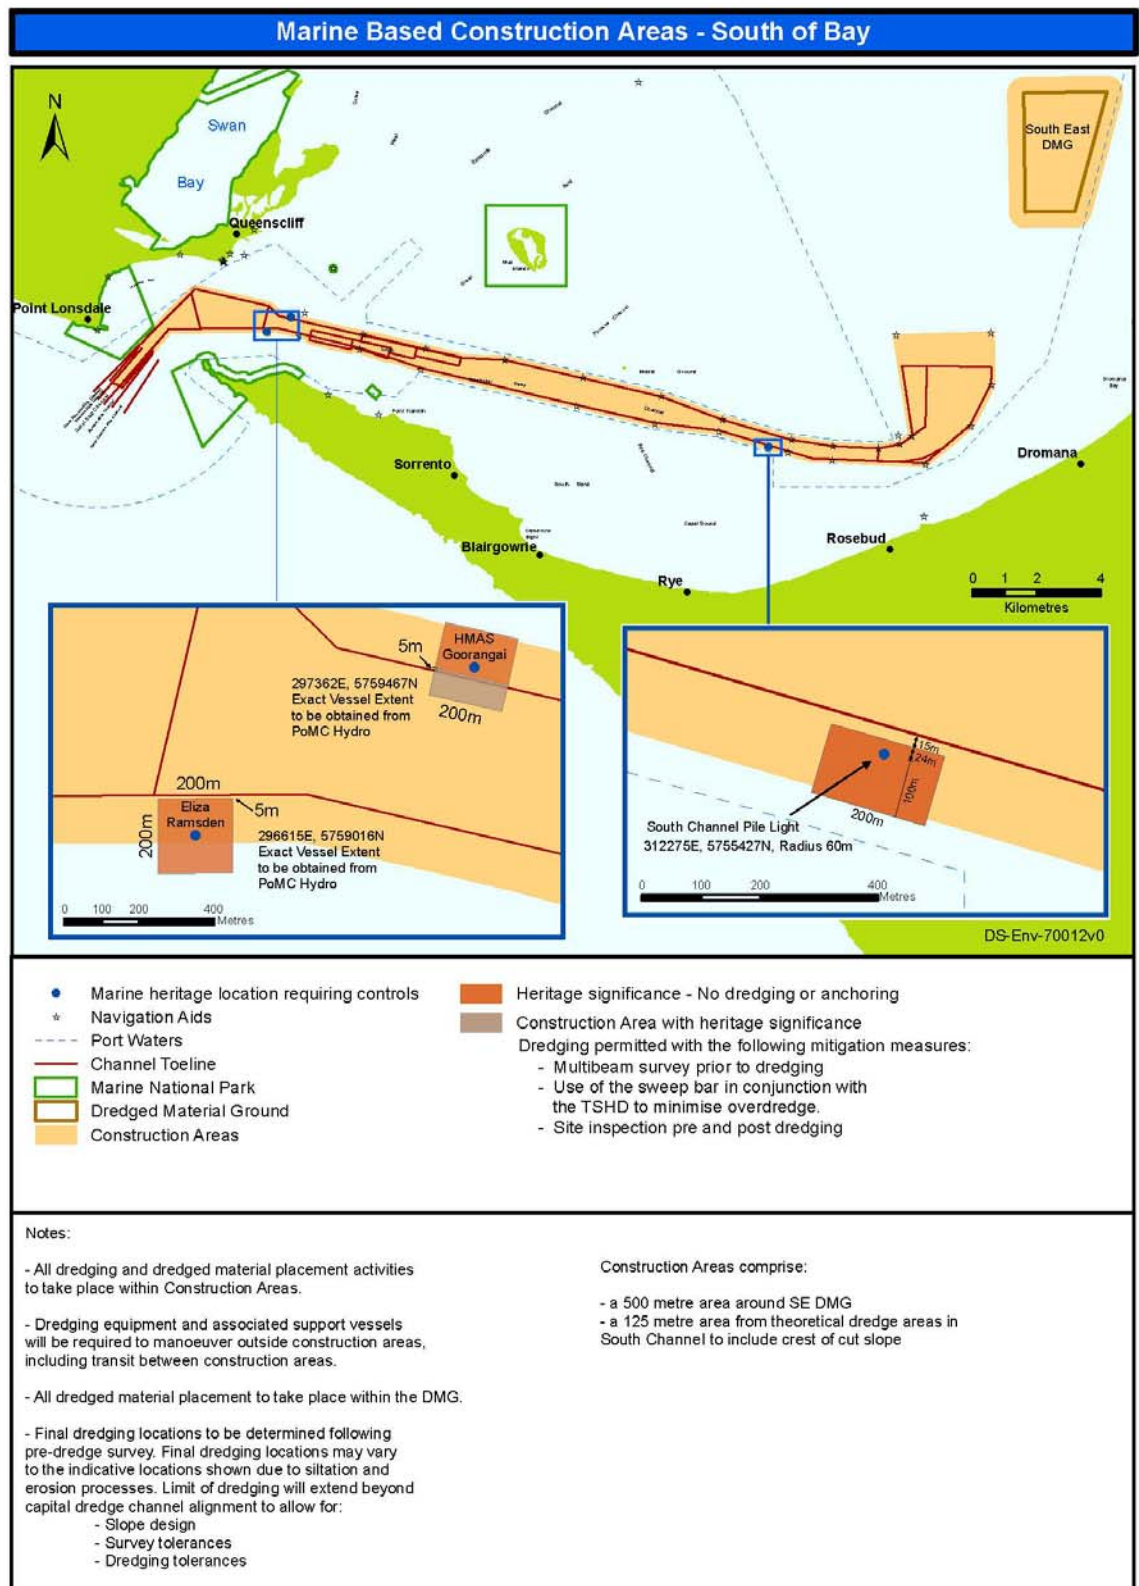 Marine Based Construction Areas - South of Bay
N
Swan
Bay
South East
DMG
Queenscliff
Point Lonsdale
Sorrento
Blairgowne
Rye
Rosebud
Dromana
0 1 2 4
Kilometres
HMAS
Goorangai
5m
297362E, 5759467N
Exact Vessel Extent
to be obtained from
PoMC Hydro
200m
200m
Eliza
Ramsden
5m
200m
296615E, 5759016N
Exact Vessel Extent
to be obtained from
PoMC Hydro
0 100 200 400
Metres
15m
24m
100m
200m
South Channel Pile Light
312275E, 5755427N, Radius 60m
0 100 200 400
Metres
DS-Env-70012v0
Marine heritage location requiring controls
Navigation Aids
Port Waters
Channel Toeline
Marine National Park
Dredged Material Ground
Construction Areas
Heritage significance - No dredging or anchoring
Construction Area with heritage significance
Dredging permitted with the following mitigation measures:
- Multibeam survey prior to dredging
- Use of the sweep bar in conjunction with
the TSHD to minimise overdredge.
- Site inspection pre and post dredging
Notes:
- All dredging and dredged material placement activities
to take place within Construction Areas.
- Dredging equipment and associated support vessels
will be required to manoeuver outside construction areas,
including transit between construction areas.
- All dredged material placement to take place within the DMG.
- Final dredging locations to be determined following
pre-dredge survey. Final dredging locations may vary
to the indicative locations shown due to siltation and
erosion processes. Limit of dredging will extend beyond
capital dredge channel alignment to allow for:
- Slope design
- Survey tolerances
- Dredging tolerances
Construction Areas comprise:
- a 500 metre area around SE DMG
- a 125 metre area from theoretical dredge areas in
South Channel to include crest of cut slope